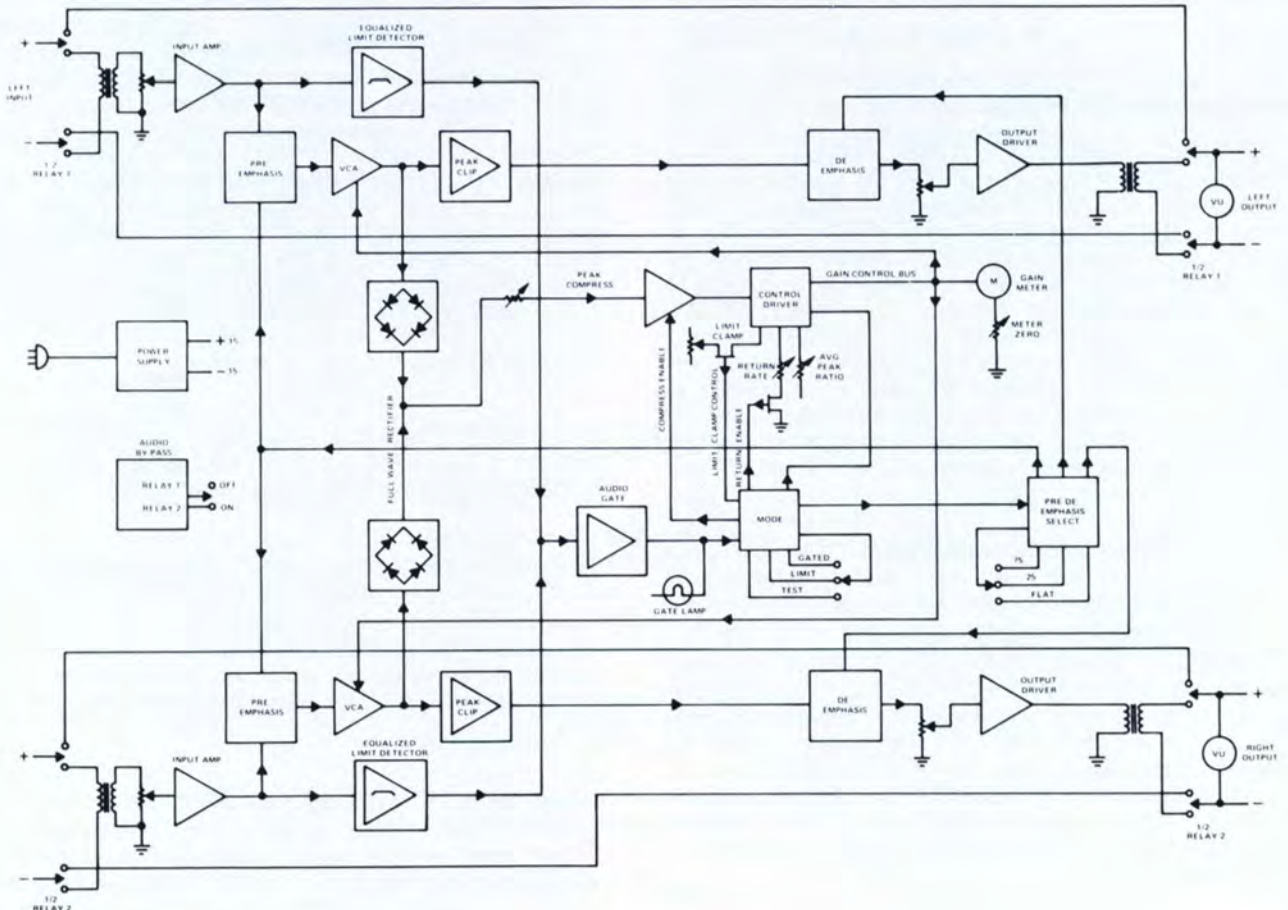 EQUALIZED
LIMIT DETECTOR
INPUT AMP
+
LEFT
INPUT
-
1/2
RELAY 1
PRE
EMPHASIS
VCA
PEAK
CLIP
DE
EMPHASIS
OUTPUT
DRIVER
+
VU
LEFT
OUTPUT
-
1/2
RELAY 1
PEAK
COMPRESS
CONTROL
DRIVER
GAIN CONTROL BUS
M
GAIN
METER
METER
ZERO
LIMIT
CLAMP
RETURN
RATE
AVG
PEAK
RATIO
POWER
SUPPLY
+ 15
- 15
FULL WAVE RECTIFIER
COMPRESS ENABLE
LIMIT CLAMP CONTROL
RETURN ENABLE
AUDIO
BY PASS
RELAY 1
RELAY 2
OFF
ON
AUDIO
GATE
GATE LAMP
MODE
GATED
LIMIT
TEST
PRE DE
EMPHASIS
SELECT
75
25
FLAT
PRE
EMPHASIS
VCA
PEAK
CLIP
DE
EMPHASIS
OUTPUT
DRIVER
+
VU
RIGHT
OUTPUT
-
1/2
RELAY 2
EQUALIZED
LIMIT DETECTOR
INPUT AMP
+
-
1/2
RELAY 2